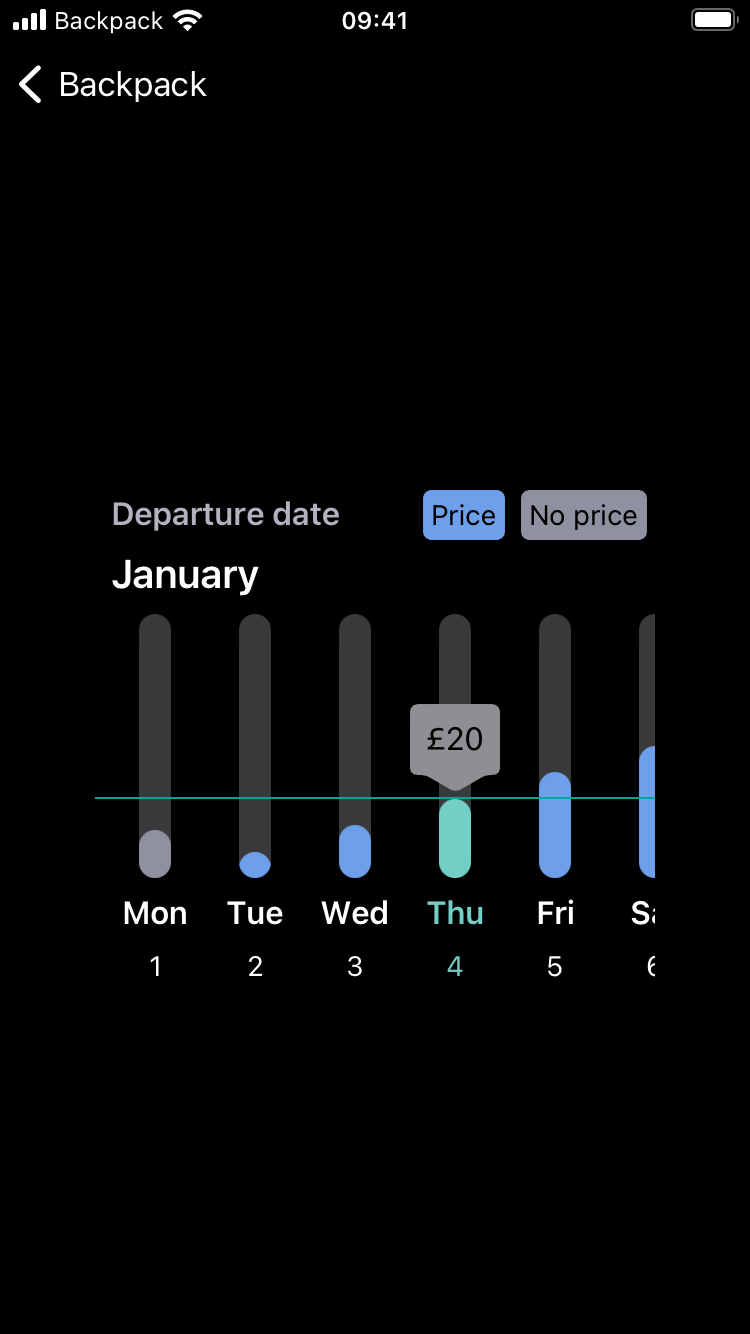 Backpack 09:41
Backpack
Departure date Price No price
January
£20
Mon Tue Wed Thu Fri
1 2 3 4 5 6